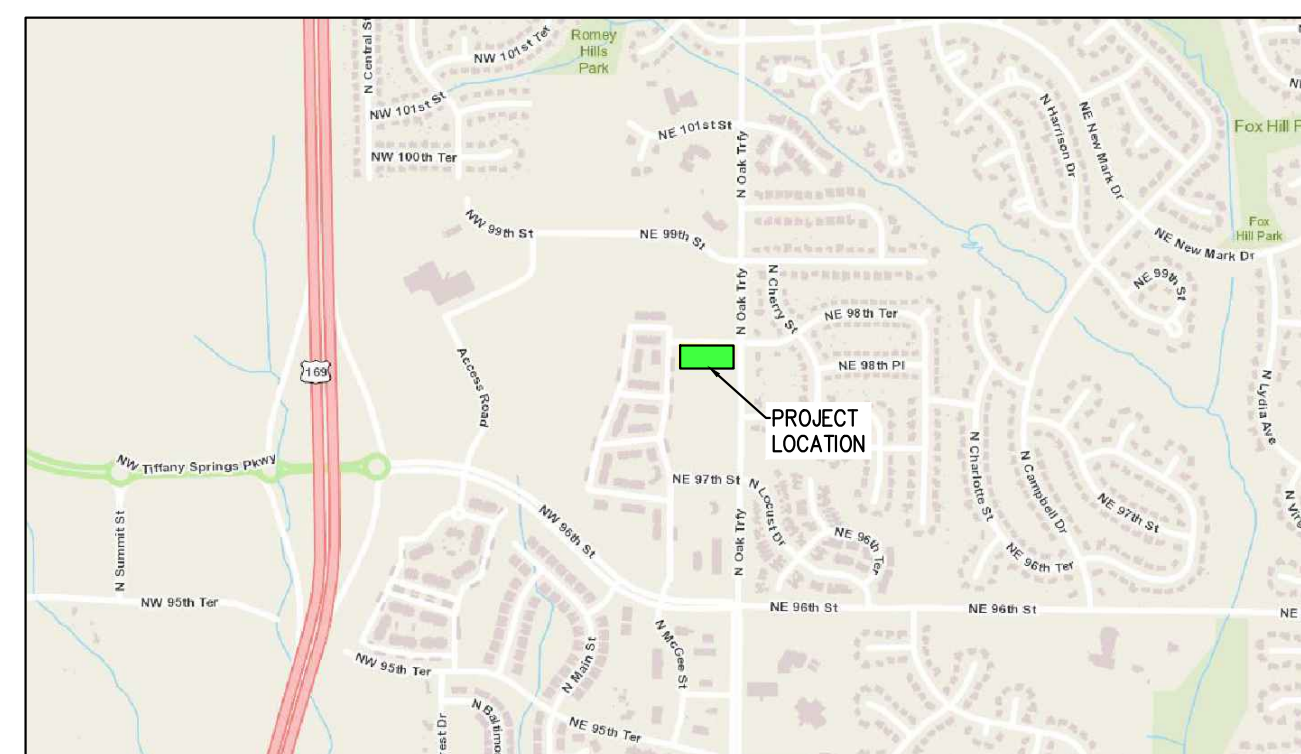 N Central St
NW 101st Ter
Romey
Hills
Park
NW 101st St
NE 101st St
N Oak Trfy
N Harrison Dr
NE New Mark Dr
Fox Hill
NW 100th Ter
NW 99th St
NE 99th St
Fox
Hill Park
NE New Mark Dr
NE 99th St
N Oak Trfy
N Cherry St
NE 98th Ter
169
Access Road
NE 98th Pl
N Lydia Ave
PROJECT
LOCATION
NW Tiffany Springs Pkwy
NE 97th St
N Locust Dr
N Charlotte St
N Campbell Dr
NE 97th St
N Summit St
NW 96th St
N Oak Trfy
NE 96th Ter
NE 96th Ter
NW 95th Ter
NE 96th St
NE 96th St
NE
NW 95th Ter
N Main St
N McGee St
NE 95th Ter